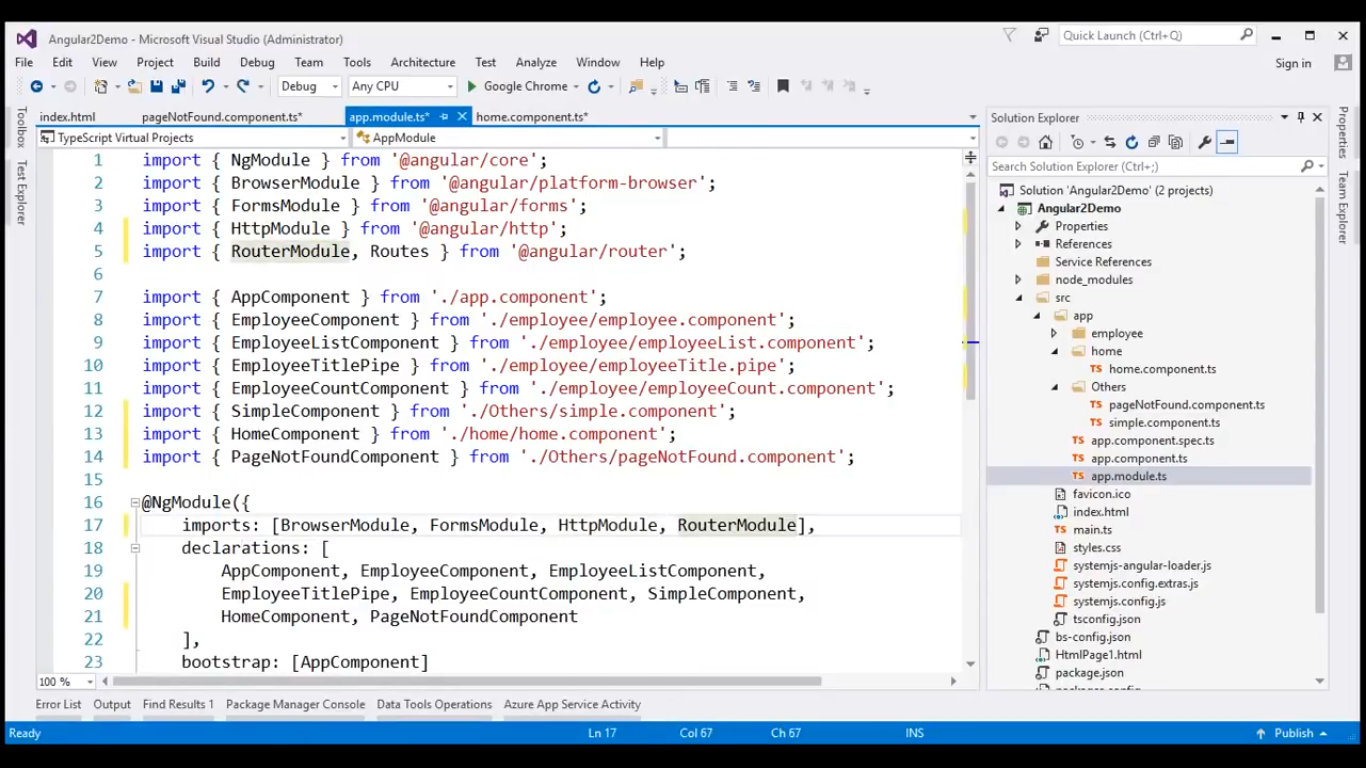 Angular2Demo - Microsoft Visual Studio (Administrator)
Quick Launch (Ctrl+Q)
File Edit View Project Build Debug Team Tools Architecture Test Analyze Window Help
Sign in
Debug Any CPU Google Chrome
index.html pageNotFound.component.ts* app.module.ts* home.component.ts*
TypeScript Virtual Projects AppModule
Toolbox
Test Explorer
1 import { NgModule } from '@angular/core';
2 import { BrowserModule } from '@angular/platform-browser';
3 import { FormsModule } from '@angular/forms';
4 import { HttpModule } from '@angular/http';
5 import { RouterModule, Routes } from '@angular/router';
6
7 import { AppComponent } from './app.component';
8 import { EmployeeComponent } from './employee/employee.component';
9 import { EmployeeListComponent } from './employee/employeeList.component';
10 import { EmployeeTitlePipe } from './employee/employeeTitle.pipe';
11 import { EmployeeCountComponent } from './employee/employeeCount.component';
12 import { SimpleComponent } from './Others/simple.component';
13 import { HomeComponent } from './home/home.component';
14 import { PageNotFoundComponent } from './Others/pageNotFound.component';
15
16 @NgModule({
17 imports: [BrowserModule, FormsModule, HttpModule, RouterModule],
18 declarations: [
19 AppComponent, EmployeeComponent, EmployeeListComponent,
20 EmployeeTitlePipe, EmployeeCountComponent, SimpleComponent,
21 HomeComponent, PageNotFoundComponent
22 ],
23 bootstrap: [AppComponent]
100 %
Solution Explorer
Search Solution Explorer (Ctrl+;)
Solution 'Angular2Demo' (2 projects)
Angular2Demo
Properties
References
Service References
node_modules
src
app
employee
home
TS home.component.ts
Others
TS pageNotFound.component.ts
TS simple.component.ts
TS app.component.spec.ts
TS app.component.ts
TS app.module.ts
favicon.ico
index.html
TS main.ts
styles.css
systemjs-angular-loader.js
systemjs.config.extras.js
systemjs.config.js
tsconfig.json
bs-config.json
HtmlPage1.html
package.json
Properties
Team Explorer
Error List Output Find Results 1 Package Manager Console Data Tools Operations Azure App Service Activity
Ready Ln 17 Col 67 Ch 67 INS Publish